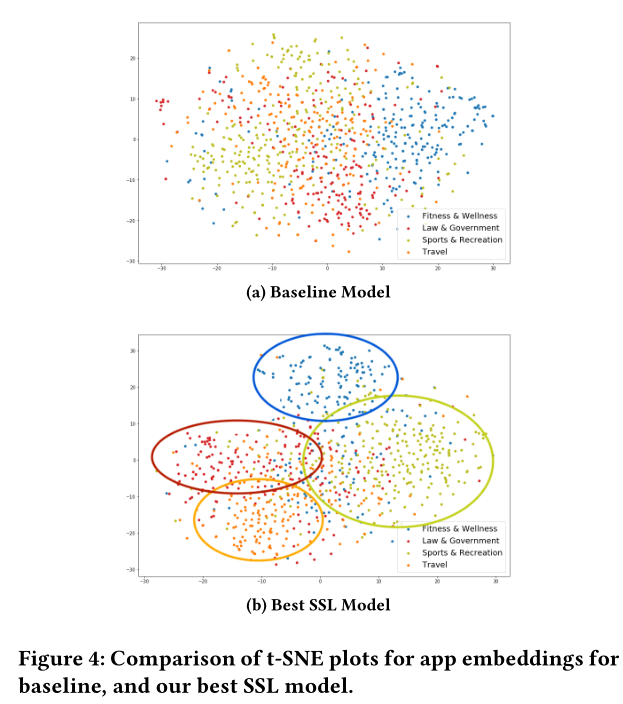 20
10
0
−10
−20
−30
Fitness & Wellness
Law & Government
Sports & Recreation
Travel
−30 −20 −10 0 10 20 30
(a) Baseline Model
30
20
10
0
−10
−20
−30
Fitness & Wellness
Law & Government
Sports & Recreation
Travel
−30 −20 −10 0 10 20 30
(b) Best SSL Model
Figure 4: Comparison of t-SNE plots for app embeddings for
baseline, and our best SSL model.